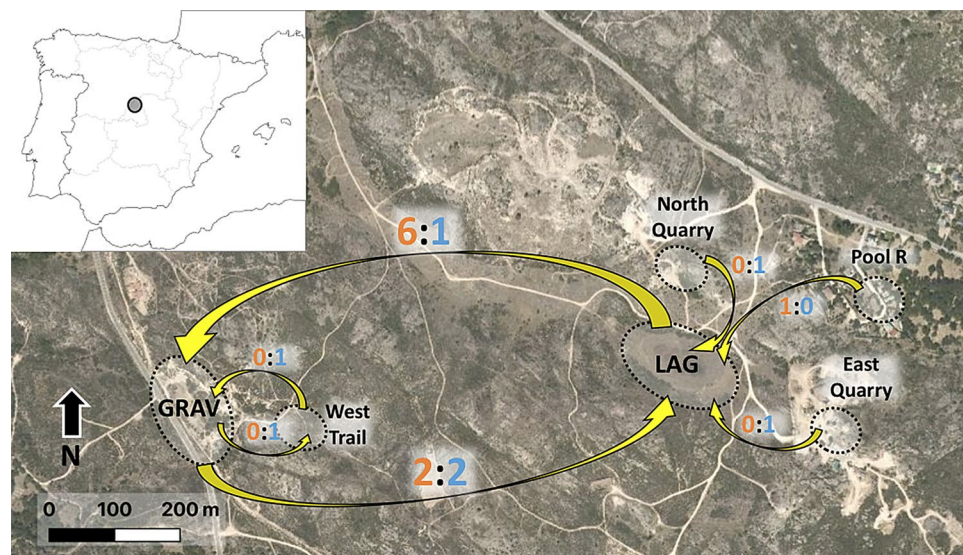 6:1
North
Quarry
0:1
Pool R
1:0
LAG
East
Quarry
0:1
0:1
GRAV
West
Trail
0:1
2:2
N
0 100 200 m